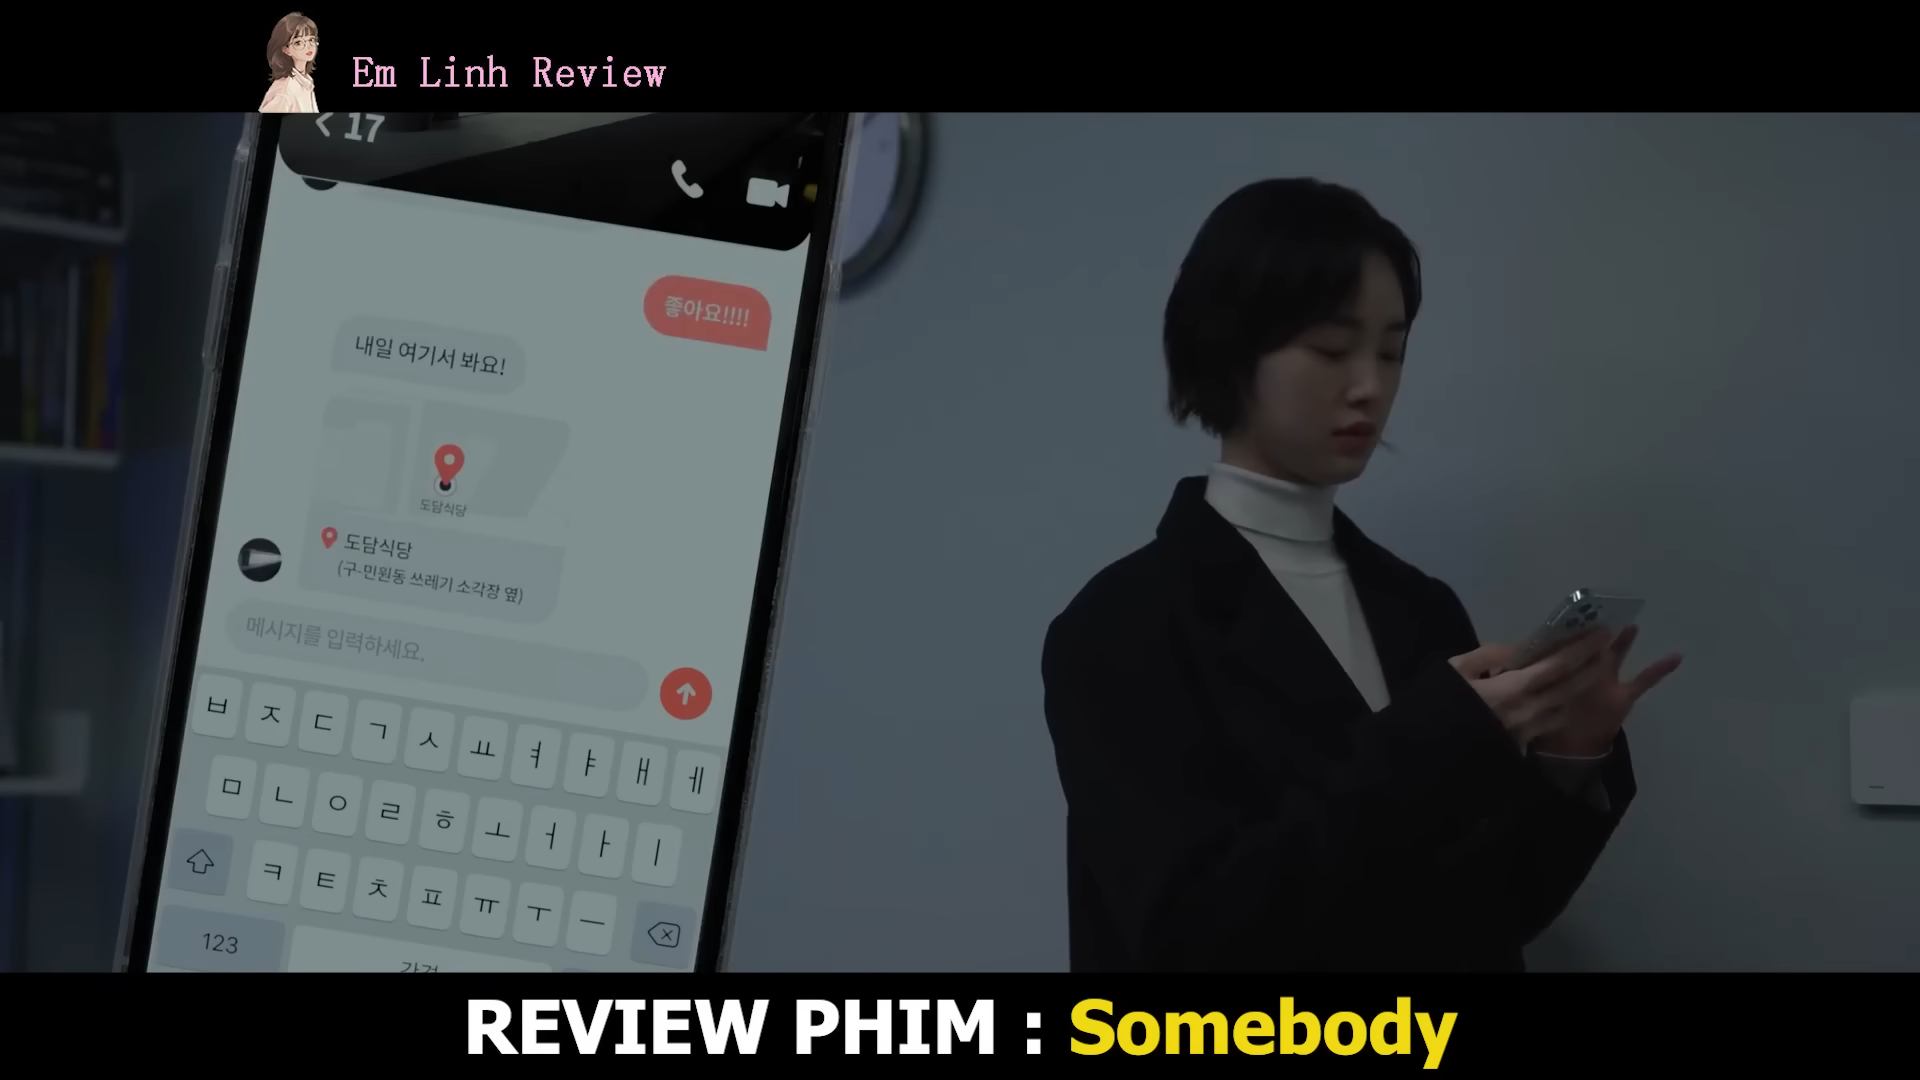 Em Linh Review
17
좋아요!!!!
내일 여기서 봐요!
도담식당
도담식당
(구-민원동 쓰레기 소각장 옆)
메시지를 입력하세요.
ㅂ ㅈ ㄷ ㄱ ㅅ ㅛ ㅕ ㅑ ㅐ ㅔ
ㅁ ㄴ ㅇ ㄹ ㅎ ㅗ ㅓ ㅏ ㅣ
ㅋ ㅌ ㅊ ㅍ ㅠ ㅜ ㅡ
123
REVIEW PHIM : Somebody